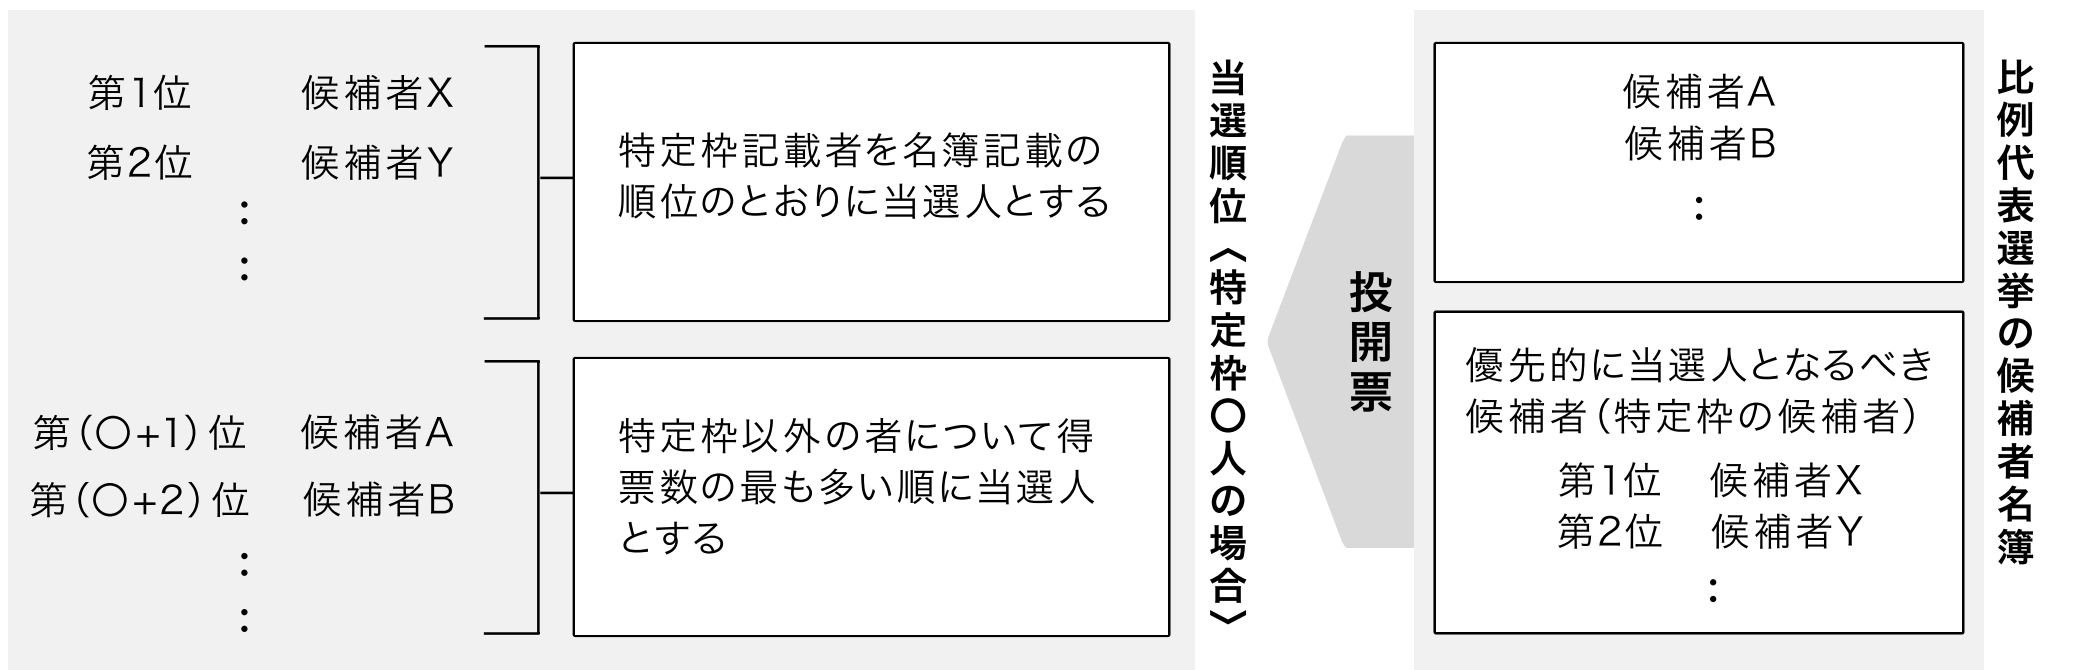 比例代表選挙の候補者名簿
候補者A
候補者B
:
優先的に当選人となるべき
候補者(特定枠の候補者)
第1位 候補者X
第2位 候補者Y
:
投開票
当選順位〈特定枠〇人の場合〉
特定枠記載者を名簿記載の
順位のとおりに当選人とする
第1位 候補者X
第2位 候補者Y
:
:
特定枠以外の者について得
票数の最も多い順に当選人
とする
第(〇+1)位 候補者A
第(〇+2)位 候補者B
:
: